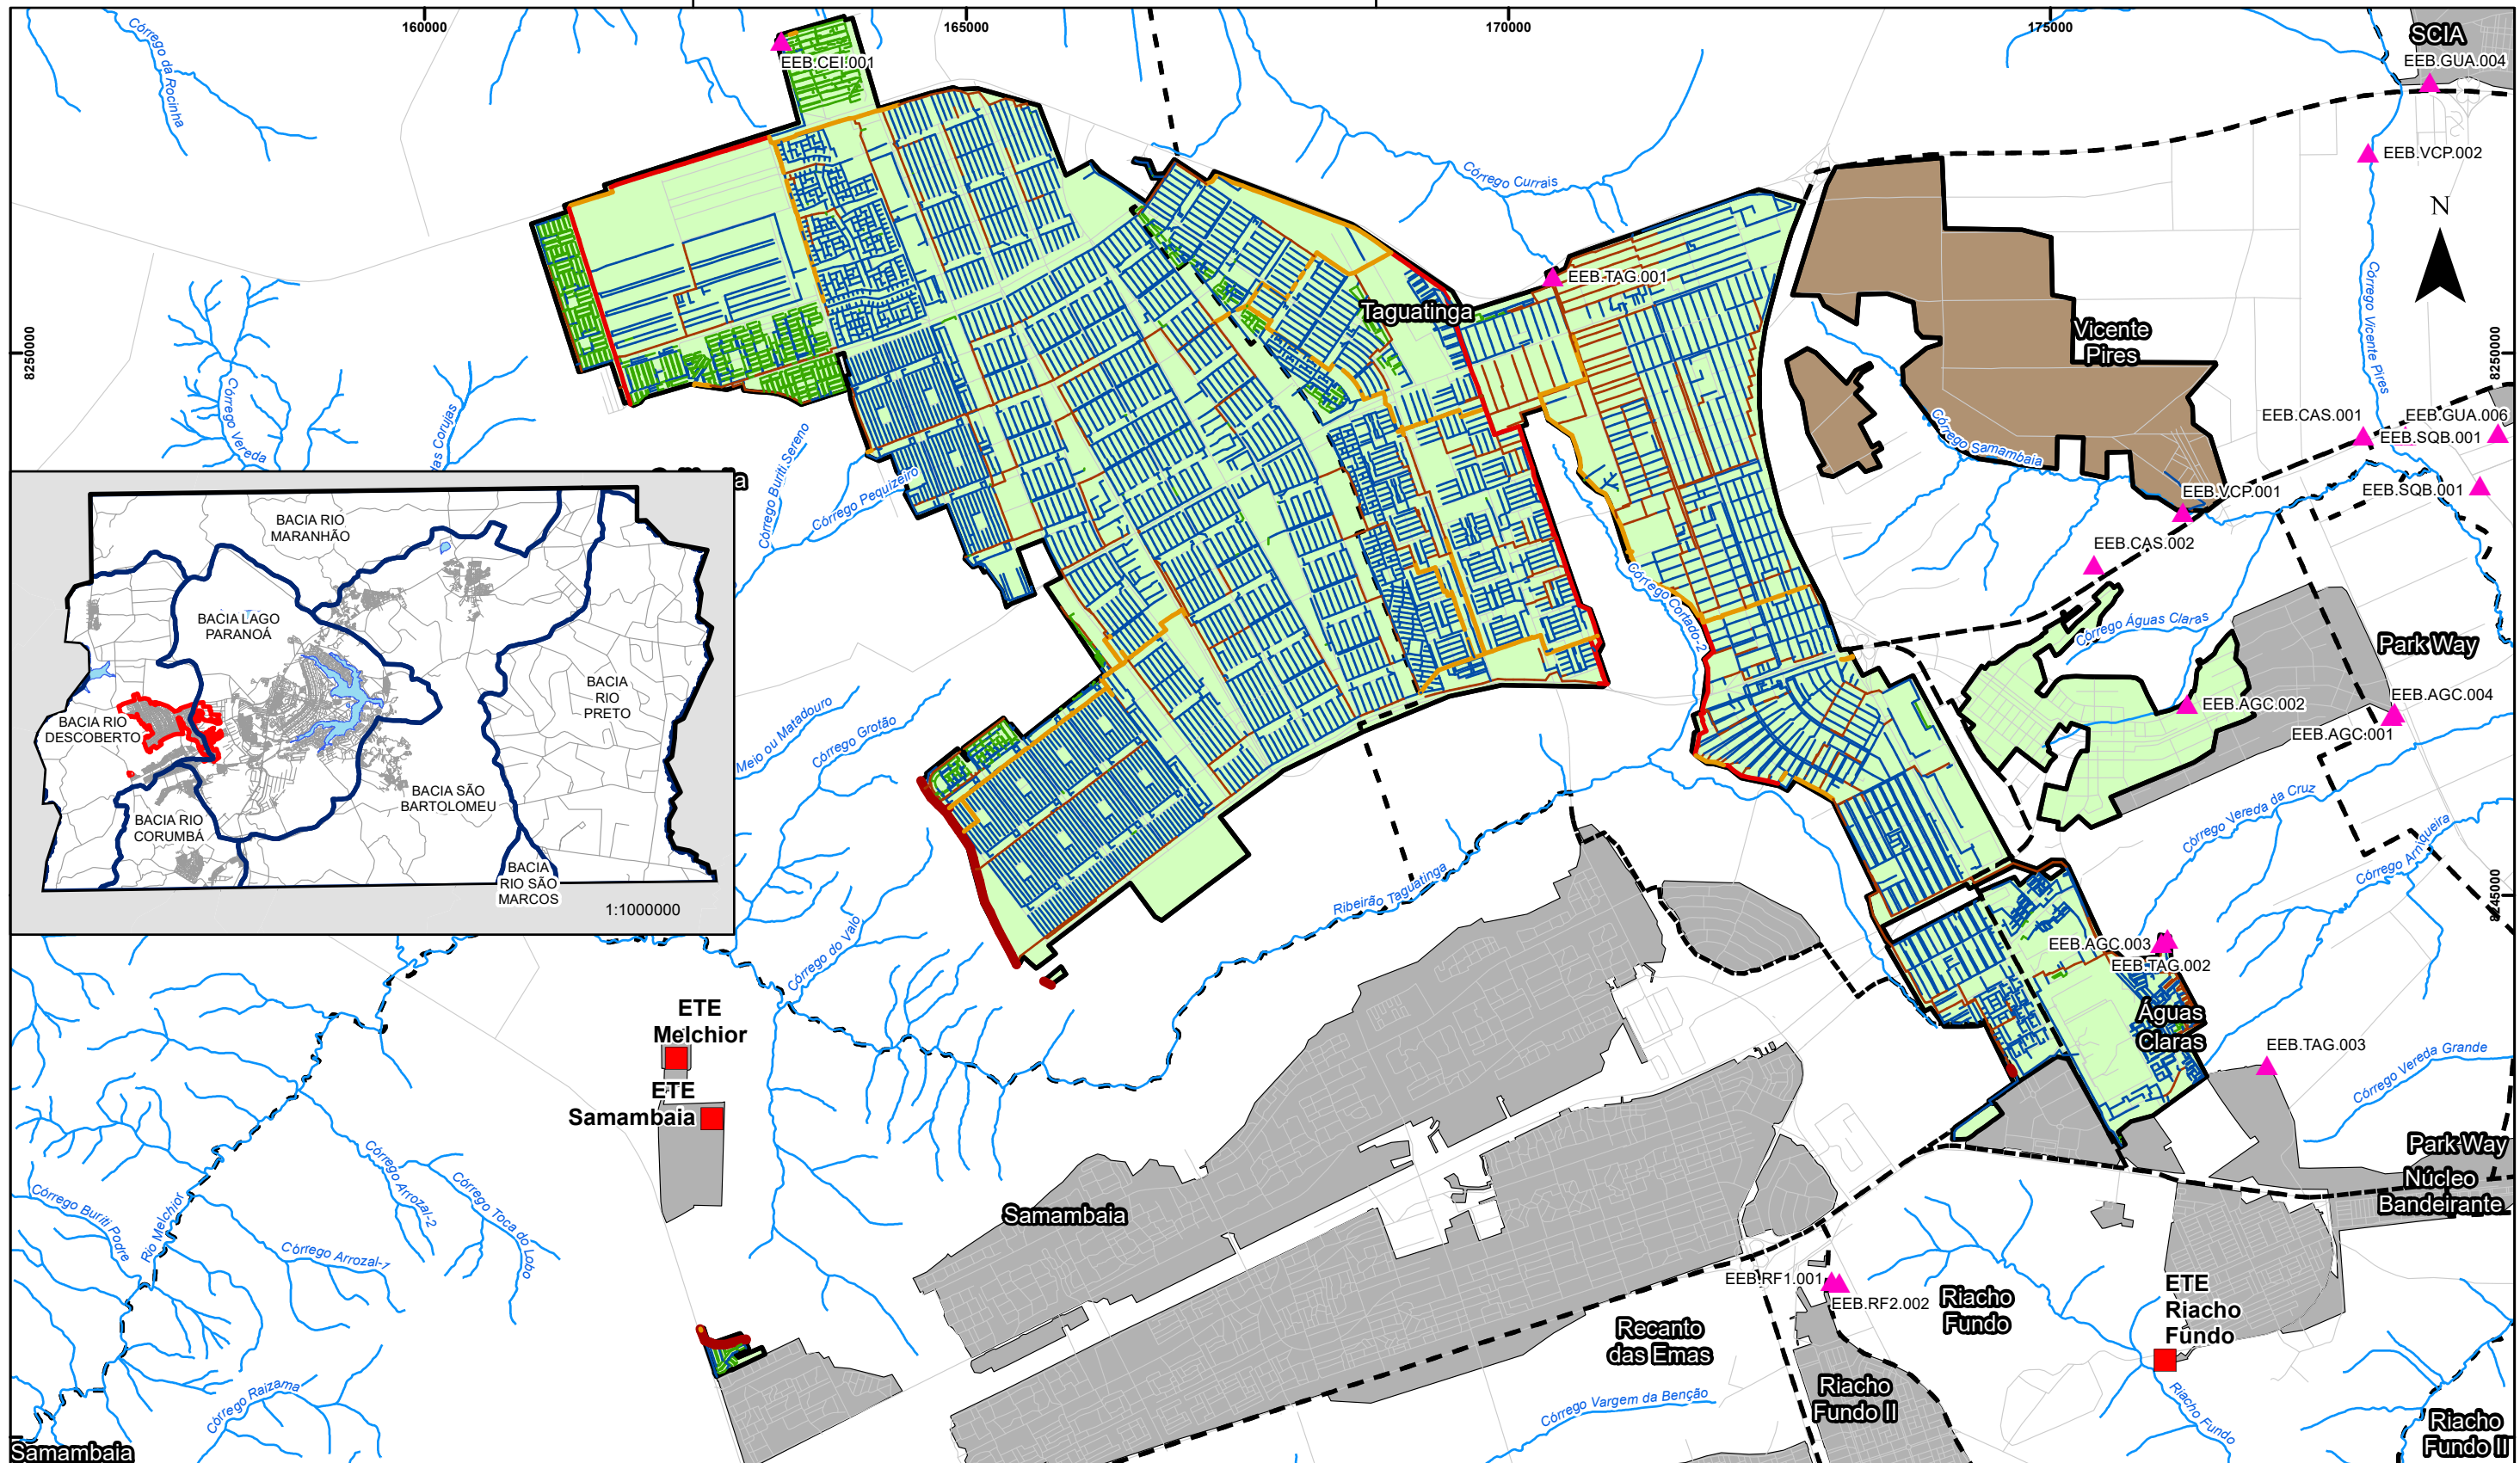 160000
165000
170000
175000
SCIA
EEB.GUA.004
Córrego da Rocinha
EEB.CEI.001
EEB.VCP.002
Córrego Currais
N
EEB.TAG.001
Taguatinga
Córrego Vicente Pires
Vicente
Pires
8250000
8250000
Córrego Vereda
das Corujas
Córrego Buriti Sereno
Córrego Pequizeiro
Córrego Samambaia
EEB.CAS.001
EEB.GUA.006
EEB.SQB.001
EEB.SQB.001
EEB.VCP.001
EEB.CAS.002
Córrego Cortado-2
Córrego Águas Claras
Park Way
EEB.AGC.004
EEB.AGC.002
EEB.AGC.001
BACIA RIO
MARANHÃO
BACIA LAGO
PARANOÁ
BACIA
RIO
PRETO
BACIA RIO
DESCOBERTO
BACIA SÃO
BARTOLOMEU
BACIA RIO
CORUMBÁ
BACIA
RIO SÃO
MARCOS
1:1000000
Meio ou Matadouro
Córrego Grotão
Córrego Vereda da Cruz
Córrego Arniqueira
8245000
Ribeirão Taguatinga
Córrego do Valo
EEB.AGC.003
EEB.TAG.002
Águas
Claras
EEB.TAG.003
Córrego Vereda Grande
ETE
Melchior
ETE
Samambaia
Córrego Buriti Podre
Rio Melchior
Córrego Arrozal-2
Córrego Toca do Lobo
Córrego Arrozal-1
Samambaia
Park Way
Núcleo
Bandeirante
EEB.RF1.001
EEB.RF2.002
Riacho
Fundo
ETE
Riacho
Fundo
Recanto
das Emas
Córrego Vargem da Benção
Riacho
Fundo II
Riacho Fundo
Córrego Raizama
Samambaia
Riacho
Fundo II